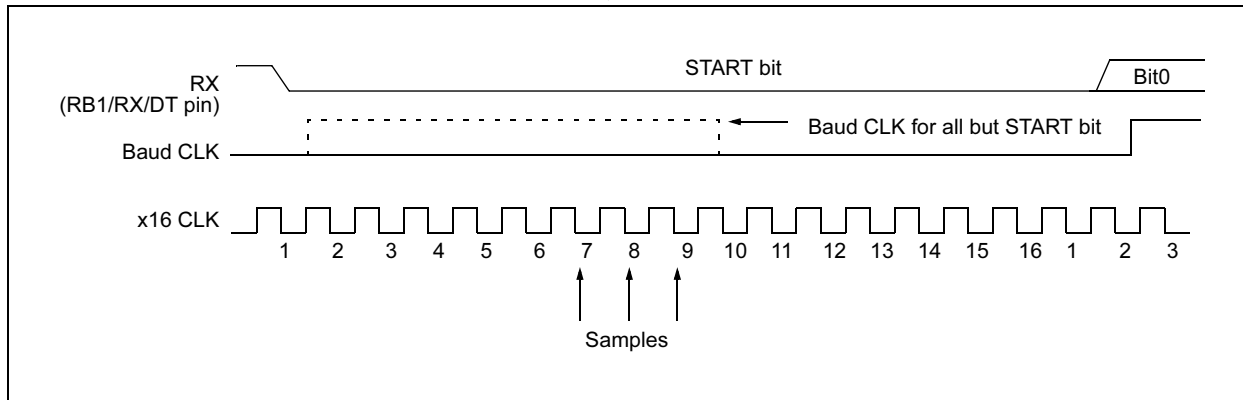 START bit
RX
(RB1/RX/DT pin)
Bit0
Baud CLK for all but START bit
Baud CLK
x16 CLK
1 2 3 4 5 6 7 8 9 10 11 12 13 14 15 16 1 2 3
Samples